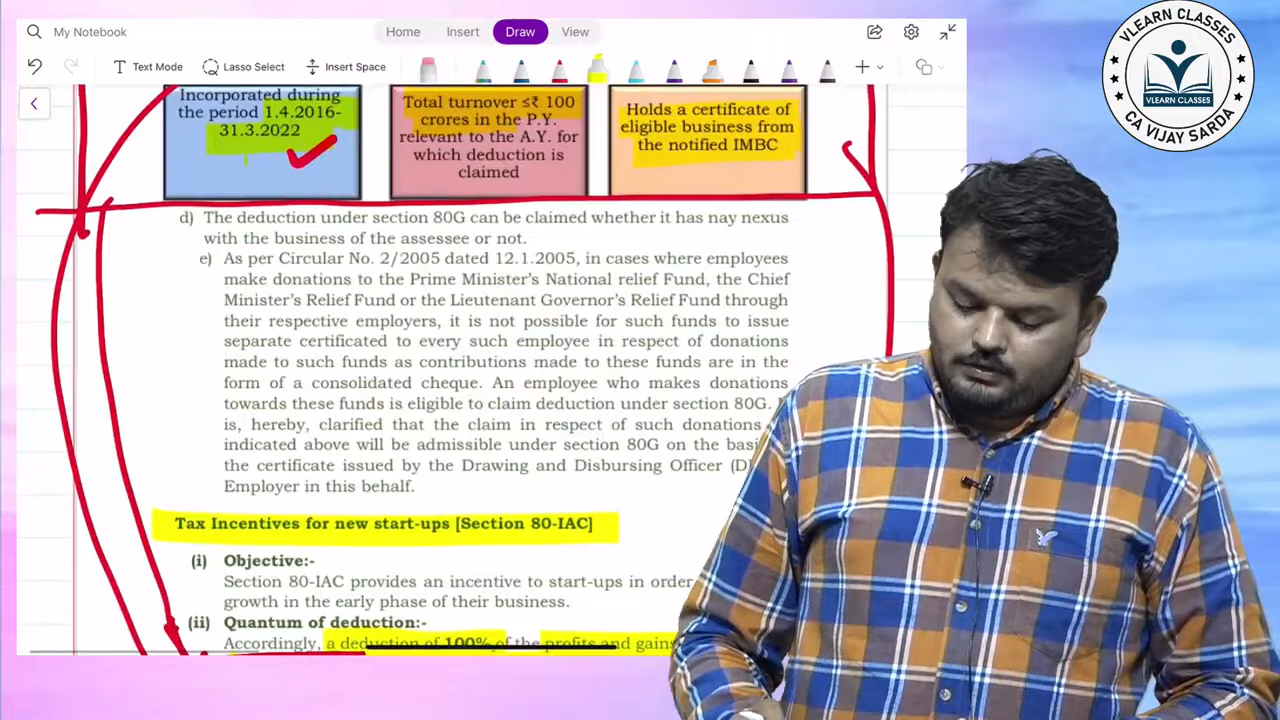 My Notebook
Home
Insert
Draw
View
Text Mode
Lasso Select
Insert Space
Incorporated during
the period 1.4.2016-
31.3.2022
Total turnover ≤₹ 100
crores in the P.Y.
relevant to the A.Y. for
which deduction is
claimed
Holds a certificate of
eligible business from
the notified IMBC
d) The deduction under section 80G can be claimed whether it has nay nexus
with the business of the assessee or not.
e) As per Circular No. 2/2005 dated 12.1.2005, in cases where employees
make donations to the Prime Minister's National relief Fund, the Chief
Minister's Relief Fund or the Lieutenant Governor's Relief Fund through
their respective employers, it is not possible for such funds to issue
separate certificated to every such employee in respect of donations
made to such funds as contributions made to these funds are in the
form of a consolidated cheque. An employee who makes donations
towards these funds is eligible to claim deduction under section 80G.
is, hereby, clarified that the claim in respect of such donations
indicated above will be admissible under section 80G on the
the certificate issued by the Drawing and Disbursing Officer
Employer in this behalf.
Tax Incentives for new start-ups [Section 80-IAC]
(i) Objective:-
Section 80-IAC provides an incentive to start-ups in order
growth in the early phase of their business.
(ii) Quantum of deduction:-
Accordingly, a deduction of 100% of the profits and gains
VLEARN CLASSES
VLEARN CLASSES
CA VIJAY SARDA